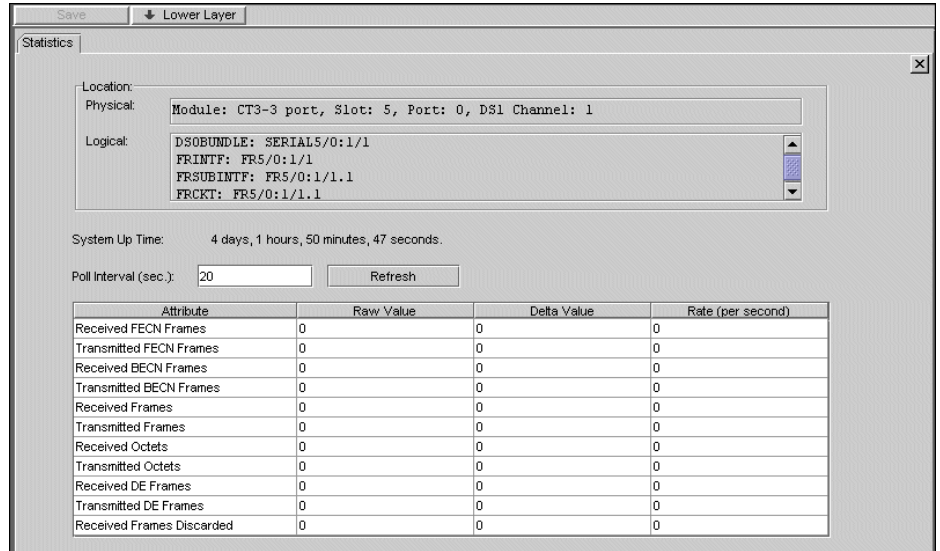 Save Lower Layer
Statistics
Location:
Physical: Module: CT3-3 port, Slot: 5, Port: 0, DS1 Channel: 1
Logical: DSOBUNDLE: SERIAL5/0:1/1
FRINTF: FR5/0:1/1
FRSUBINTF: FR5/0:1/1.1
FRCKT: FR5/0:1/1.1
System Up Time: 4 days, 1 hours, 50 minutes, 47 seconds.
Poll Interval (sec.): 20 Refresh
Attribute Raw Value Delta Value Rate (per second)
Received FECN Frames 0 0 0
Transmitted FECN Frames 0 0 0
Received BECN Frames 0 0 0
Transmitted BECN Frames 0 0 0
Received Frames 0 0 0
Transmitted Frames 0 0 0
Received Octets 0 0 0
Transmitted Octets 0 0 0
Received DE Frames 0 0 0
Transmitted DE Frames 0 0 0
Received Frames Discarded 0 0 0